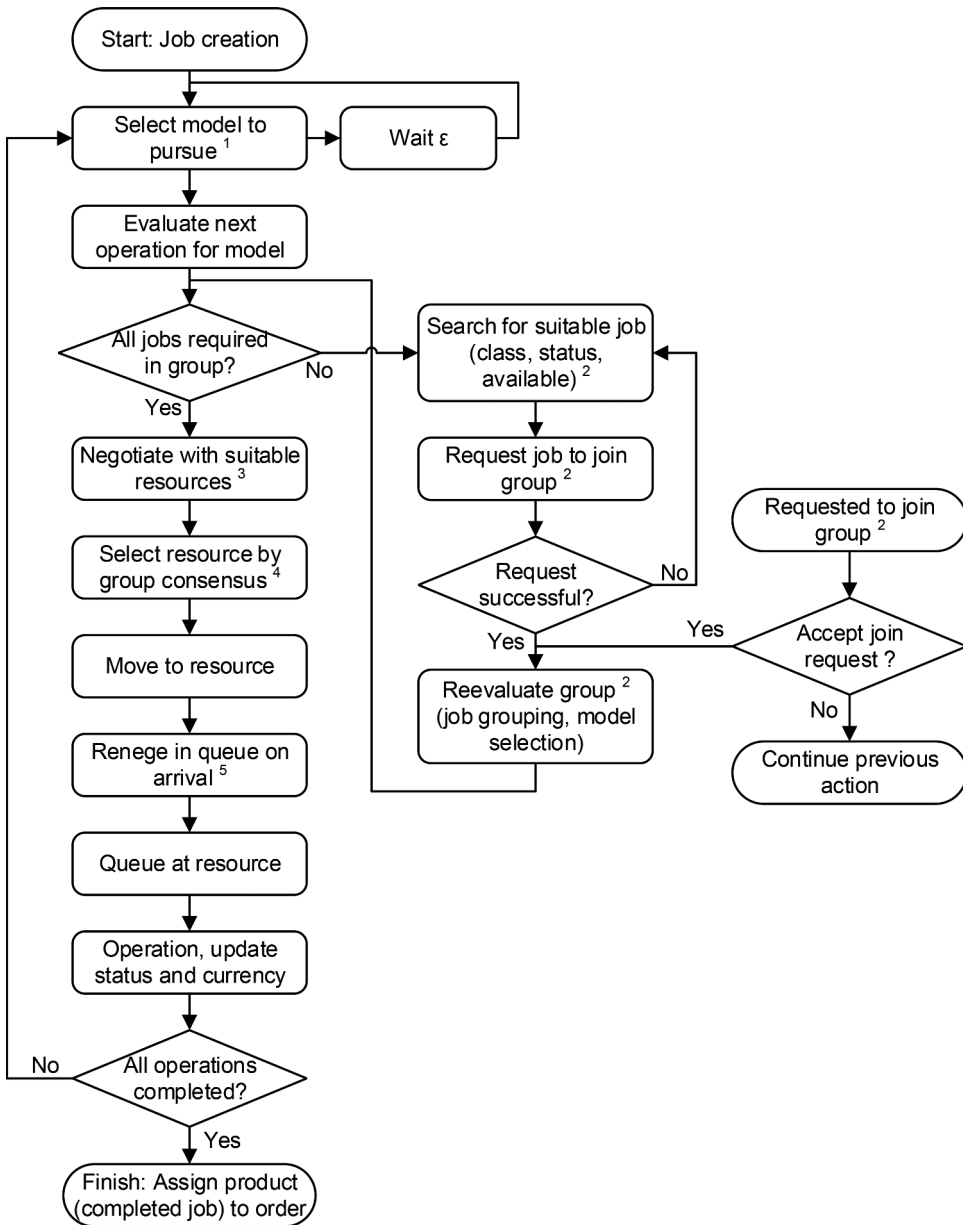 Start: Job creation
Select model to
pursue 1
Wait ε
Evaluate next
operation for model
All jobs required
in group?
No
Yes
Search for suitable job
(class, status,
available) 2
Negotiate with suitable
resources 3
Request job to join
group 2
Requested to join
group 2
Select resource by
group consensus 4
Request
successful?
No
Yes
Accept join
request ?
Yes
No
Move to resource
Reevaluate group 2
(job grouping, model
selection)
Renege in queue on
arrival 5
Continue previous
action
Queue at resource
Operation, update
status and currency
All operations
completed?
No
Yes
Finish: Assign product
(completed job) to order